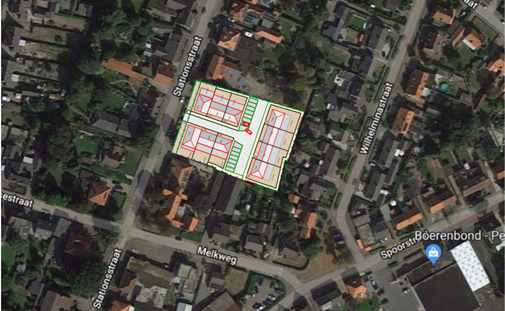 Stationsstraat
Wilhelminastraat
Boerenbond - Pe
Spoorstr
estraat
Melkweg
Stationsstraat